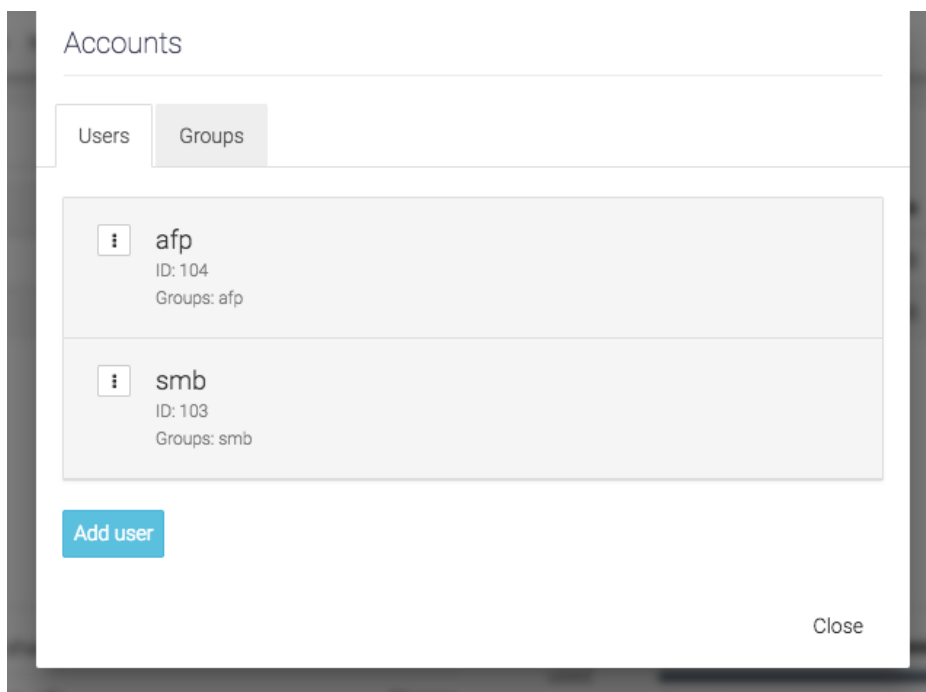 Accounts
Users Groups
afp
ID: 104
Groups: afp
smb
ID: 103
Groups: smb
Add user
Close